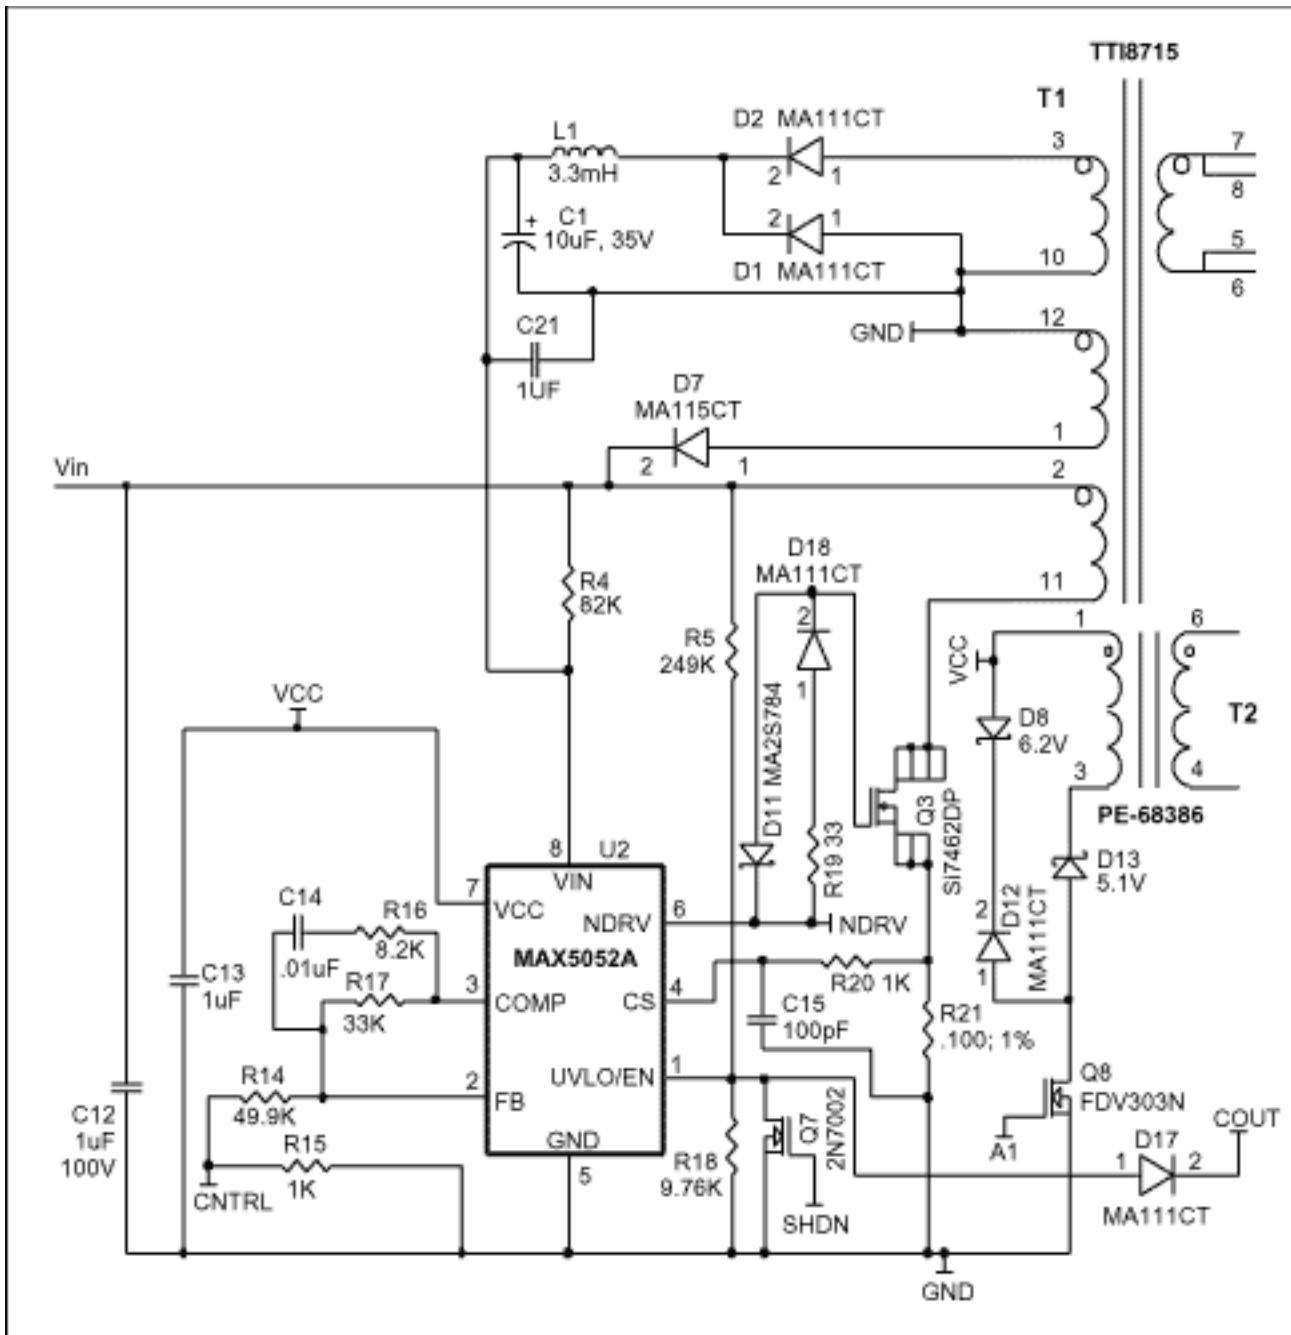 TTI8715
T1
D2 MA111CT
L1
3.3mH
3
7
2
1
8
C1
10uF, 35V
+
2
1
D1 MA111CT
10
5
6
C21
1UF
GND
12
D7
MA115CT
2
1
1
Vin
2
D18
MA111CT
R4
82K
11
R5
249K
2
1
1
6
VCC
VCC
D8
6.2V
T2
D11 MA2S784
3
4
Q3
Si7462DP
PE-68386
R19 33
D13
5.1V
8
U2
VIN
7
VCC
NDRV
6
NDRV
2
D12
MA111CT
1
C14
.01uF
R16
8.2K
MAX5052A
C13
1uF
R17
33K
3
COMP
CS
4
R20 1K
C15
100pF
R21
.100; 1%
R14
49.9K
2
FB
UVLO/EN
1
GND
5
Q8
FDV303N
A1
COUT
C12
1uF
100V
R15
1K
CNTRL
R18
9.76K
Q7
2N7002
SHDN
1
D17
2
MA111CT
GND